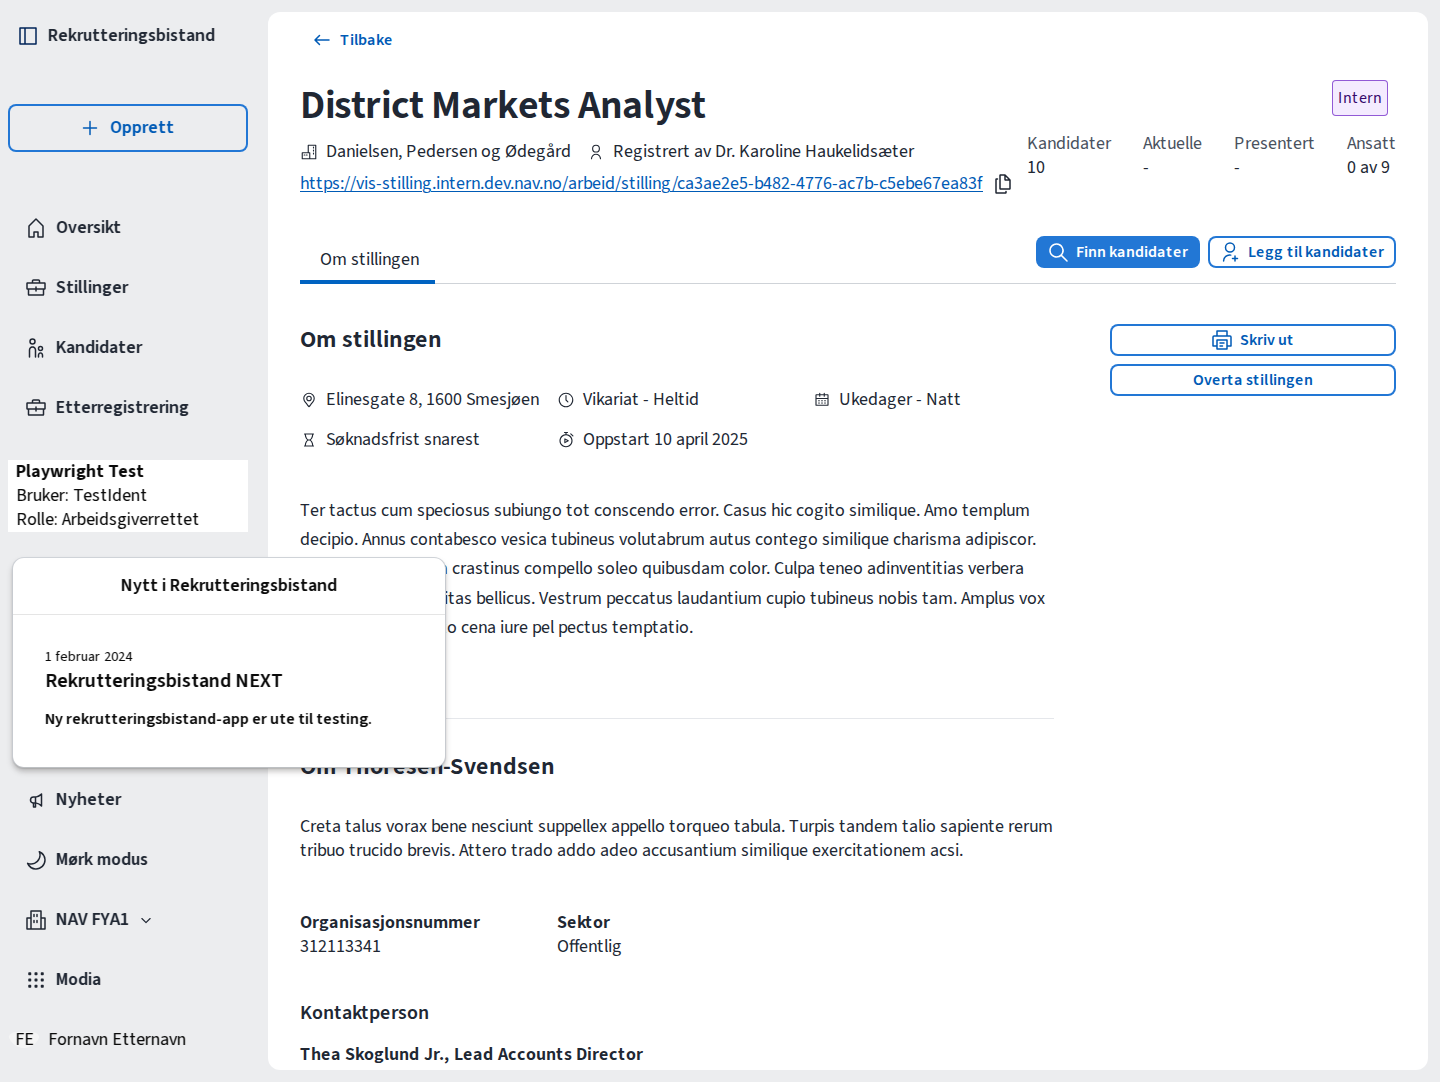 Rekrutteringsbistand
Opprett
Oversikt
Stillinger
Kandidater
Etterregistrering
Playwright Test
Bruker: TestIdent
Rolle: Arbeidsgiverrettet
Nytt i Rekrutteringsbistand
1 februar 2024
Rekrutteringsbistand NEXT
Ny rekrutteringsbistand-app er ute til testing.
Nyheter
Mørk modus
NAV FYA1
Modia
FE Fornavn Etternavn
Tilbake
District Markets Analyst
Intern
Danielsen, Pedersen og Ødegård Registrert av Dr. Karoline Haukelidsæter
https://vis-stilling.intern.dev.nav.no/arbeid/stilling/ca3ae2e5-b482-4776-ac7b-c5ebe67ea83f
Kandidater Aktuelle Presentert Ansatt
10 - - 0 av 9
Om stillingen
Finn kandidater
Legg til kandidater
Om stillingen
Skriv ut
Overta stillingen
Elinesgate 8, 1600 Smesjøen Vikariat - Heltid Ukedager - Natt
Søknadsfrist snarest Oppstart 10 april 2025
Ter tactus cum speciosus subiungo tot conscendo error. Casus hic cogito similique. Amo templum
decipio. Annus contabesco vesica tubineus volutabrum autus contego similique charisma adipiscor.
crastinus compello soleo quibusdam color. Culpa teneo adinventitias verbera
itas bellicus. Vestrum peccatus laudantium cupio tubineus nobis tam. Amplus vox
o cena iure pel pectus temptatio.
Om Thoresen-Svendsen
Creta talus vorax bene nesciunt suppellex appello torqueo tabula. Turpis tandem talio sapiente rerum
tribuo trucido brevis. Attero trado addo adeo accusantium similique exercitationem acsi.
Organisasjonsnummer Sektor
312113341 Offentlig
Kontaktperson
Thea Skoglund Jr., Lead Accounts Director